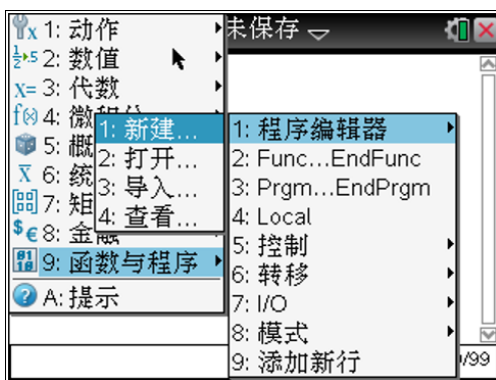 1: 动作
未保存
2: 数值
3: 代数
4: 微积分
5: 概
6: 统
7: 矩
8: 金融
9: 函数与程序
A: 提示
1: 新建...
2: 打开...
3: 导入...
4: 查看...
1: 程序编辑器
2: Func...EndFunc
3: Prgm...EndPrgm
4: Local
5: 控制
6: 转移
7: I/O
8: 模式
9: 添加新行
/99